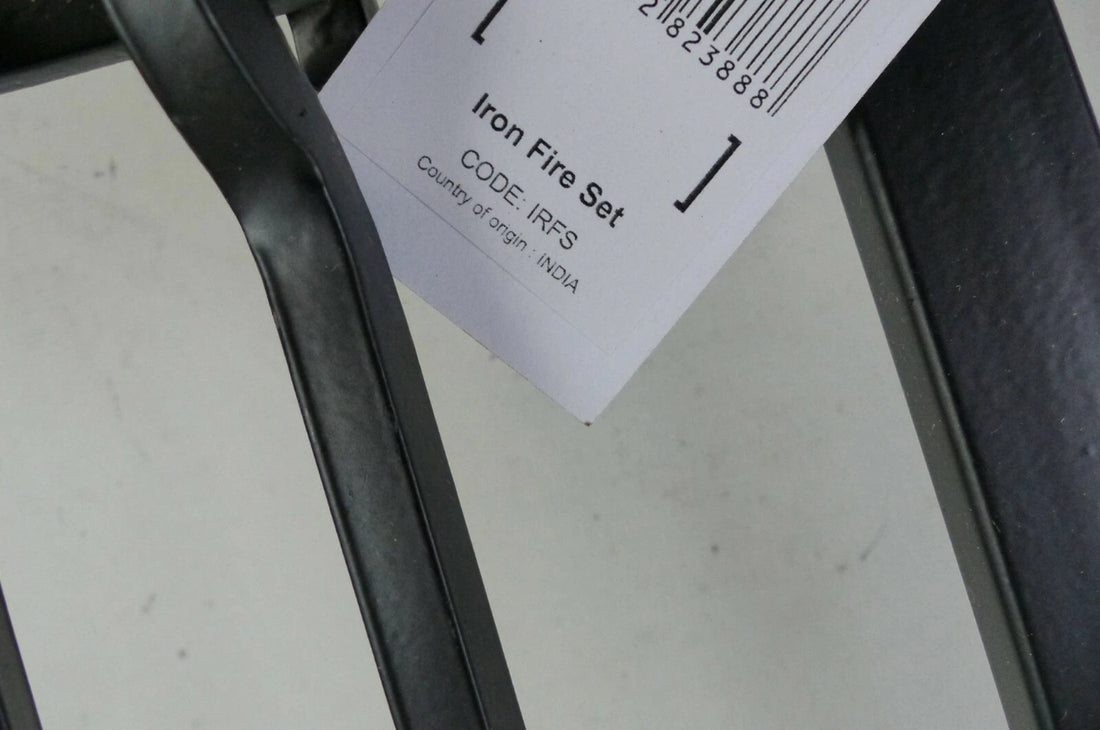 [ ]
2823888
Iron Fire Set
CODE: IRFS
Country of origin : INDIA